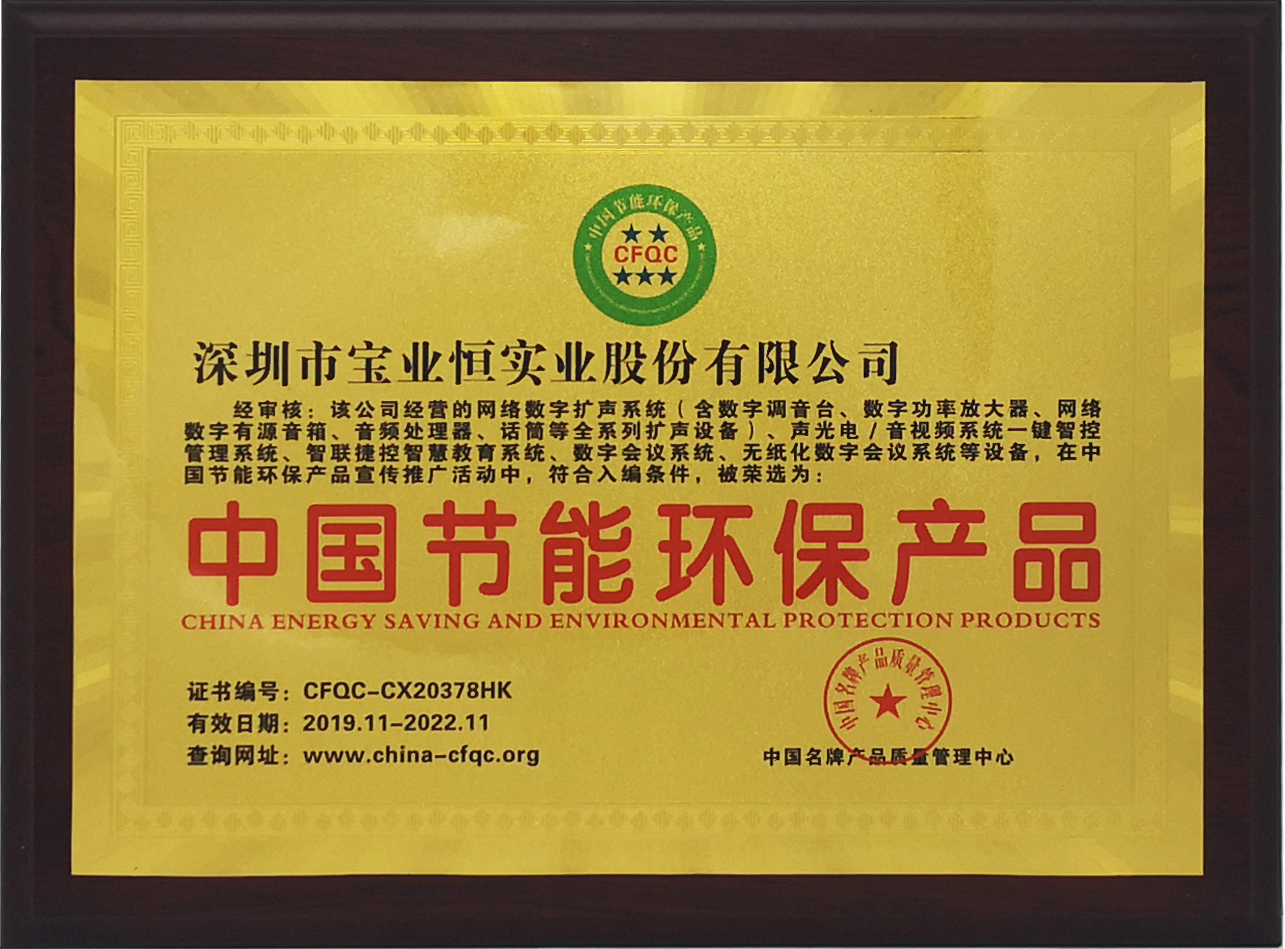 中国节能环保产品
CFQC
深圳市宝业恒实业股份有限公司
经审核：该公司经营的网络数字扩声系统（含数字调音台、数字功率放大器、网络
数字有源音箱、音频处理器、话筒等全系列扩声设备）、声光电/音视频系统一键智控
管理系统、智联捷控智慧教育系统、数字会议系统、无纸化数字会议系统等设备，在中
国节能环保产品宣传推广活动中，符合入编条件，被荣选为：
中国节能环保产品
CHINA ENERGY SAVING AND ENVIRONMENTAL PROTECTION PRODUCTS
证书编号：CFQC-CX20378HK
有效日期：2019.11-2022.11
查询网址：www.china-cfqc.org
中国名牌产品质量管理中心
中国名牌产品质量管理中心